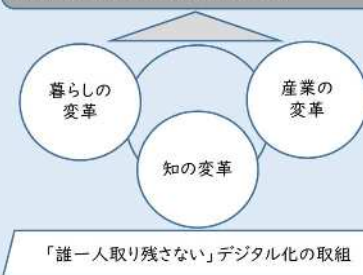 暮らしの
変革
産業の
変革
知の変革
「誰一人取り残さない」デジタル化の取組